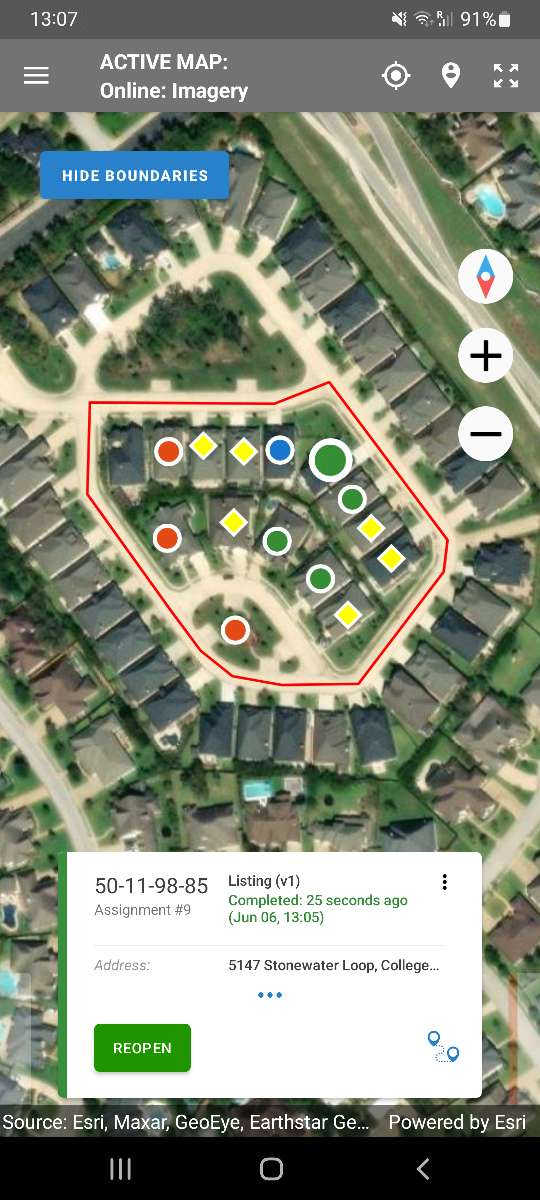 13:07
R
91%
ACTIVE MAP:
Online: Imagery
HIDE BOUNDARIES
50-11-98-85
Assignment #9
Listing (v1)
Completed: 25 seconds ago
(Jun 06, 13:05)
Address:
5147 Stonewater Loop, College...
REOPEN
Source: Esri, Maxar, GeoEye, Earthstar Ge...
Powered by Esri